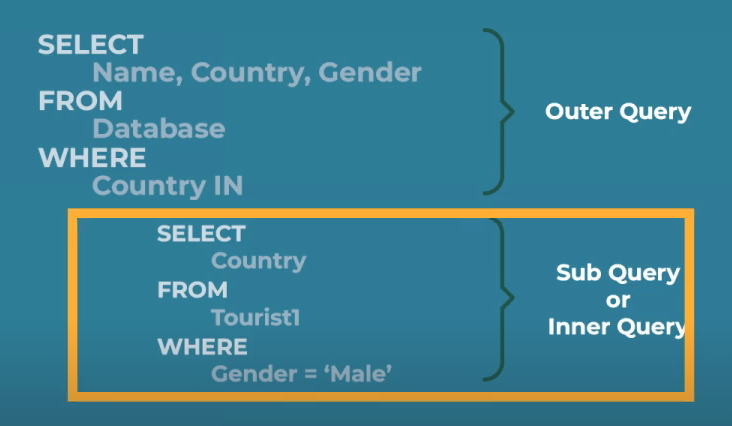 SELECT
Name, Country, Gender
FROM
Database
WHERE
Country IN
Outer Query
SELECT
Country
FROM
Tourist1
WHERE
Gender = ‘Male’
Sub Query
or
Inner Query